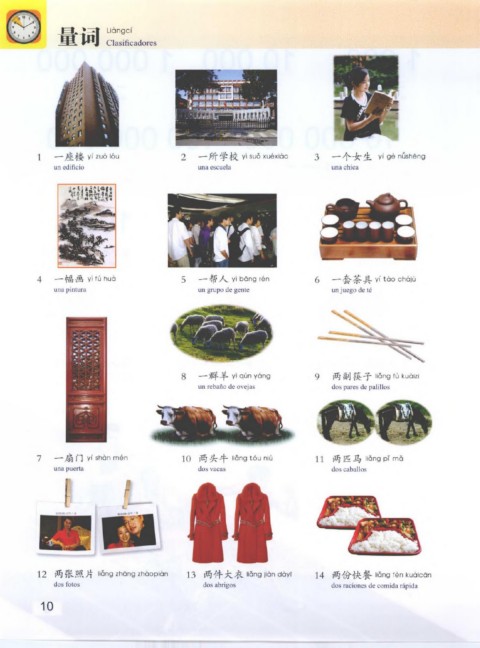 量词 Liàngcí
Clasificadores
1 一座楼 yí zuò lóu
un edificio
2 一所学校 yì suǒ xuéxiào
una escuela
3 一个女生 yí gè nǚshēng
una chica
4 一幅画 yì fú huà
una pintura
5 一帮人 yì bāng rén
un grupo de gente
6 一套茶具 yí tào chájù
un juego de té
7 一扇门 yí shàn mén
una puerta
8 一群羊 yì qún yáng
un rebaño de ovejas
9 两副筷子 liǎng fù kuàizi
dos pares de palillos
10 两头牛 liǎng tóu niú
dos vacas
11 两匹马 liǎng pǐ mǎ
dos caballos
12 两张照片 liǎng zhāng zhàopiàn
dos fotos
13 两件大衣 liǎng jiàn dàyī
dos abrigos
14 两份快餐 liǎng fèn kuàicān
dos raciones de comida rápida
10